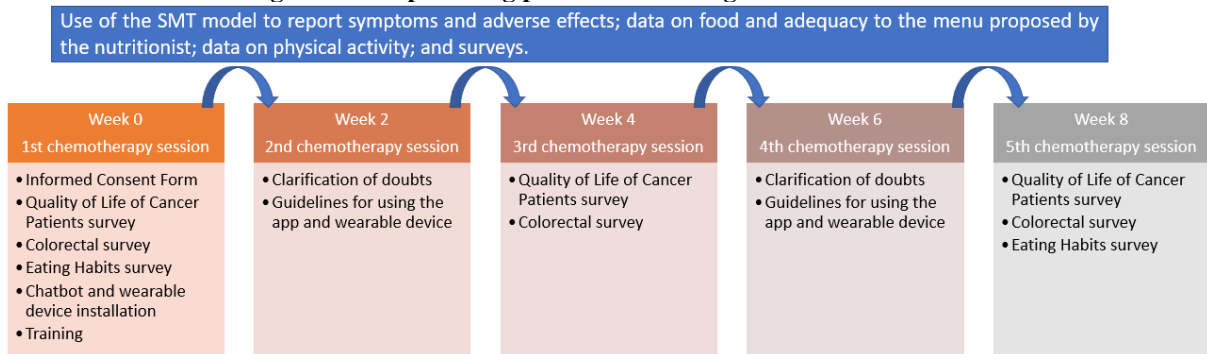 Use of the SMT model to report symptoms and adverse effects; data on food and adequacy to the menu proposed by
the nutritionist; data on physical activity; and surveys.
Week 0
1st chemotherapy session
• Informed Consent Form
• Quality of Life of Cancer
Patients survey
• Colorectal survey
• Eating Habits survey
• Chatbot and wearable
device installation
• Training
Week 2
2nd chemotherapy session
• Clarification of doubts
• Guidelines for using the
app and wearable device
Week 4
3rd chemotherapy session
• Quality of Life of Cancer
Patients survey
• Colorectal survey
Week 6
4th chemotherapy session
• Clarification of doubts
• Guidelines for using the
app and wearable device
Week 8
5th chemotherapy session
• Quality of Life of Cancer
Patients survey
• Colorectal survey
• Eating Habits survey